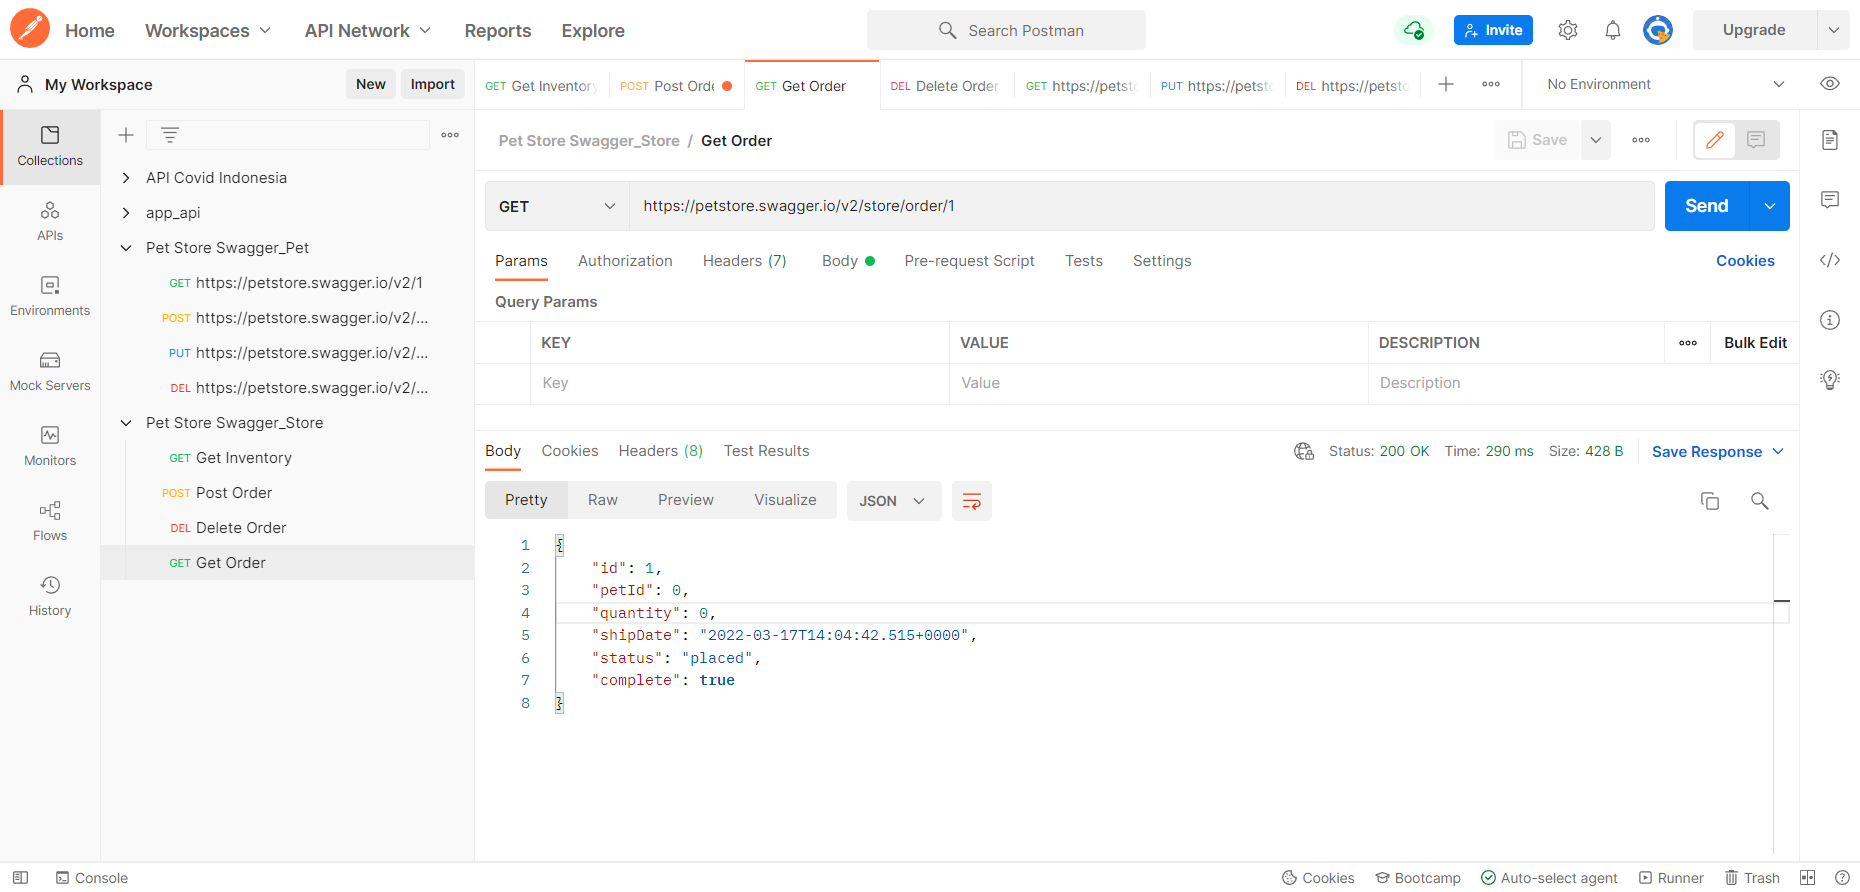 Home Workspaces API Network Reports Explore Search Postman Invite Upgrade
My Workspace New Import
GET Get Inventory POST Post Orde GET Get Order DEL Delete Order GET https://petsto PUT https://petsto DEL https://petsto No Environment
Collections
APIs
Environments
Mock Servers
Monitors
Flows
History
API Covid Indonesia
app_api
Pet Store Swagger_Pet
GET https://petstore.swagger.io/v2/1
POST https://petstore.swagger.io/v2/...
PUT https://petstore.swagger.io/v2/...
DEL https://petstore.swagger.io/v2/...
Pet Store Swagger_Store
GET Get Inventory
POST Post Order
DEL Delete Order
GET Get Order
Pet Store Swagger_Store / Get Order Save
GET https://petstore.swagger.io/v2/store/order/1 Send
Params Authorization Headers (7) Body Pre-request Script Tests Settings Cookies
Query Params
KEY VALUE DESCRIPTION Bulk Edit
Key Value Description
Body Cookies Headers (8) Test Results Status: 200 OK Time: 290 ms Size: 428 B Save Response
Pretty Raw Preview Visualize JSON
1 {
2 "id": 1,
3 "petId": 0,
4 "quantity": 0,
5 "shipDate": "2022-03-17T14:04:42.515+0000",
6 "status": "placed",
7 "complete": true
8 }
Console Cookies Bootcamp Auto-select agent Runner Trash